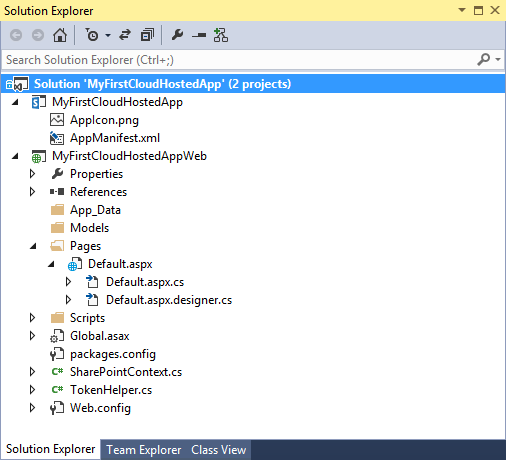 Solution Explorer
Search Solution Explorer (Ctrl+;)
Solution 'MyFirstCloudHostedApp' (2 projects)
MyFirstCloudHostedApp
AppIcon.png
AppManifest.xml
MyFirstCloudHostedAppWeb
Properties
References
App_Data
Models
Pages
Default.aspx
Default.aspx.cs
Default.aspx.designer.cs
Scripts
Global.asax
packages.config
SharePointContext.cs
TokenHelper.cs
Web.config
Solution Explorer Team Explorer Class View